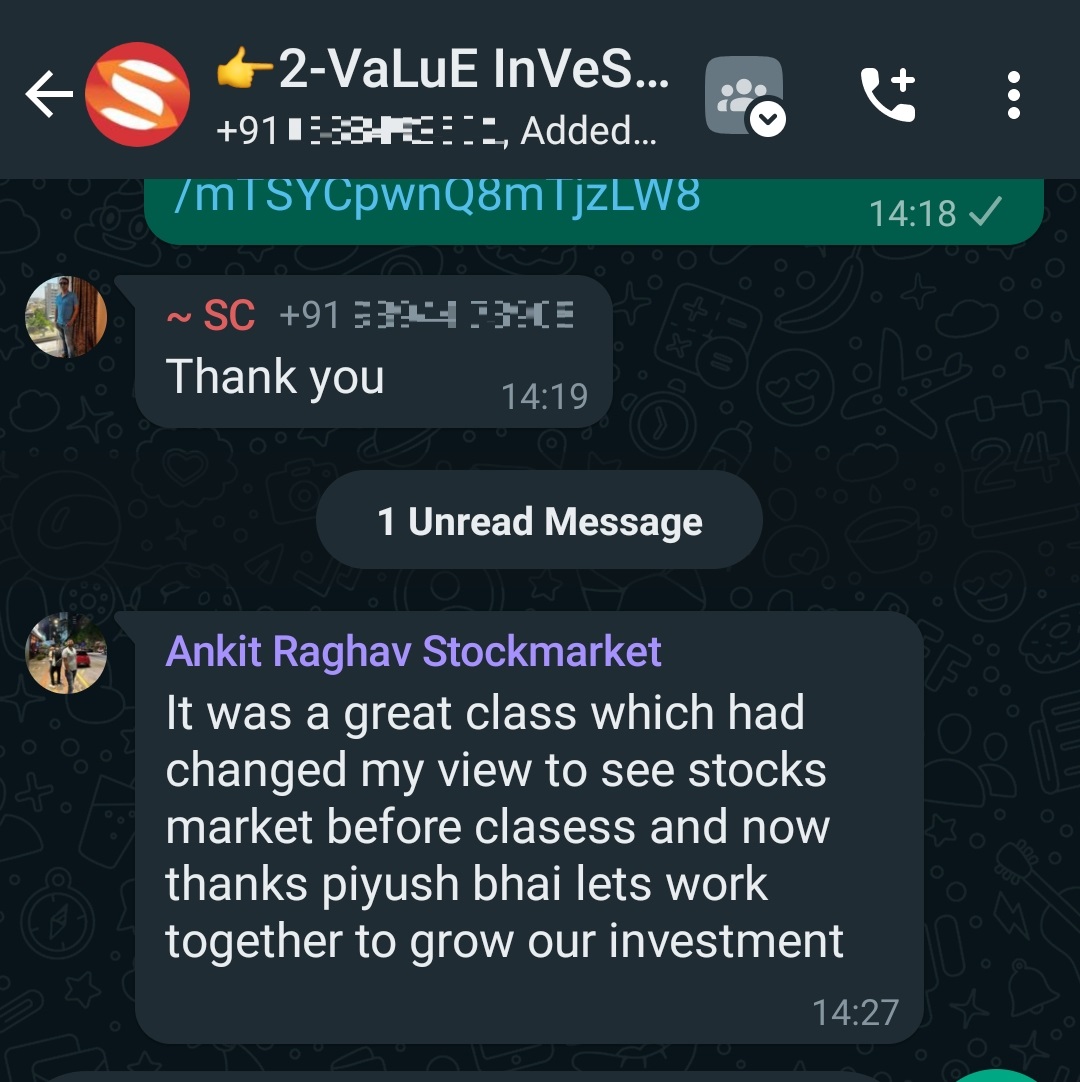 👉2-VaLuE InVeS...
+91 , Added...
/mTSYCpwnQ8mTjzLW8
14:18
~ SC +91
Thank you
14:19
1 Unread Message
Ankit Raghav Stockmarket
It was a great class which had
changed my view to see stocks
market before clasess and now
thanks piyush bhai lets work
together to grow our investment
14:27